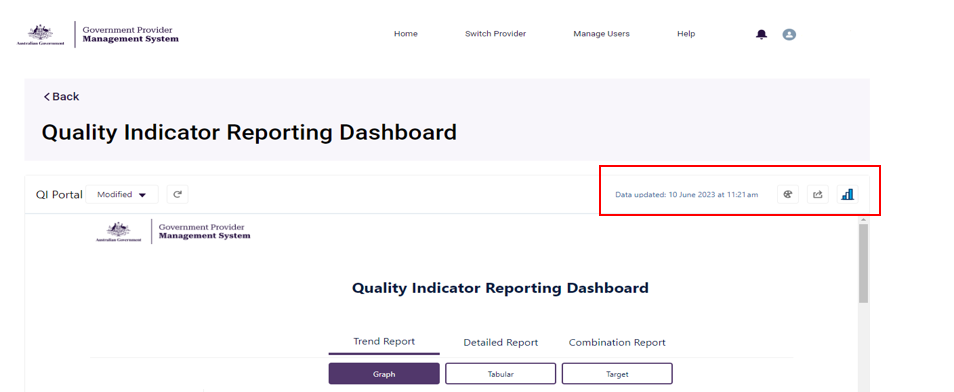 Australian Government
Government Provider
Management System
Home
Switch Provider
Manage Users
Help
Back
Quality Indicator Reporting Dashboard
QI Portal
Modified
Data updated: 10 June 2023 at 11:21 am
Australian Government
Government Provider
Management System
Quality Indicator Reporting Dashboard
Trend Report
Detailed Report
Combination Report
Graph
Tabular
Target